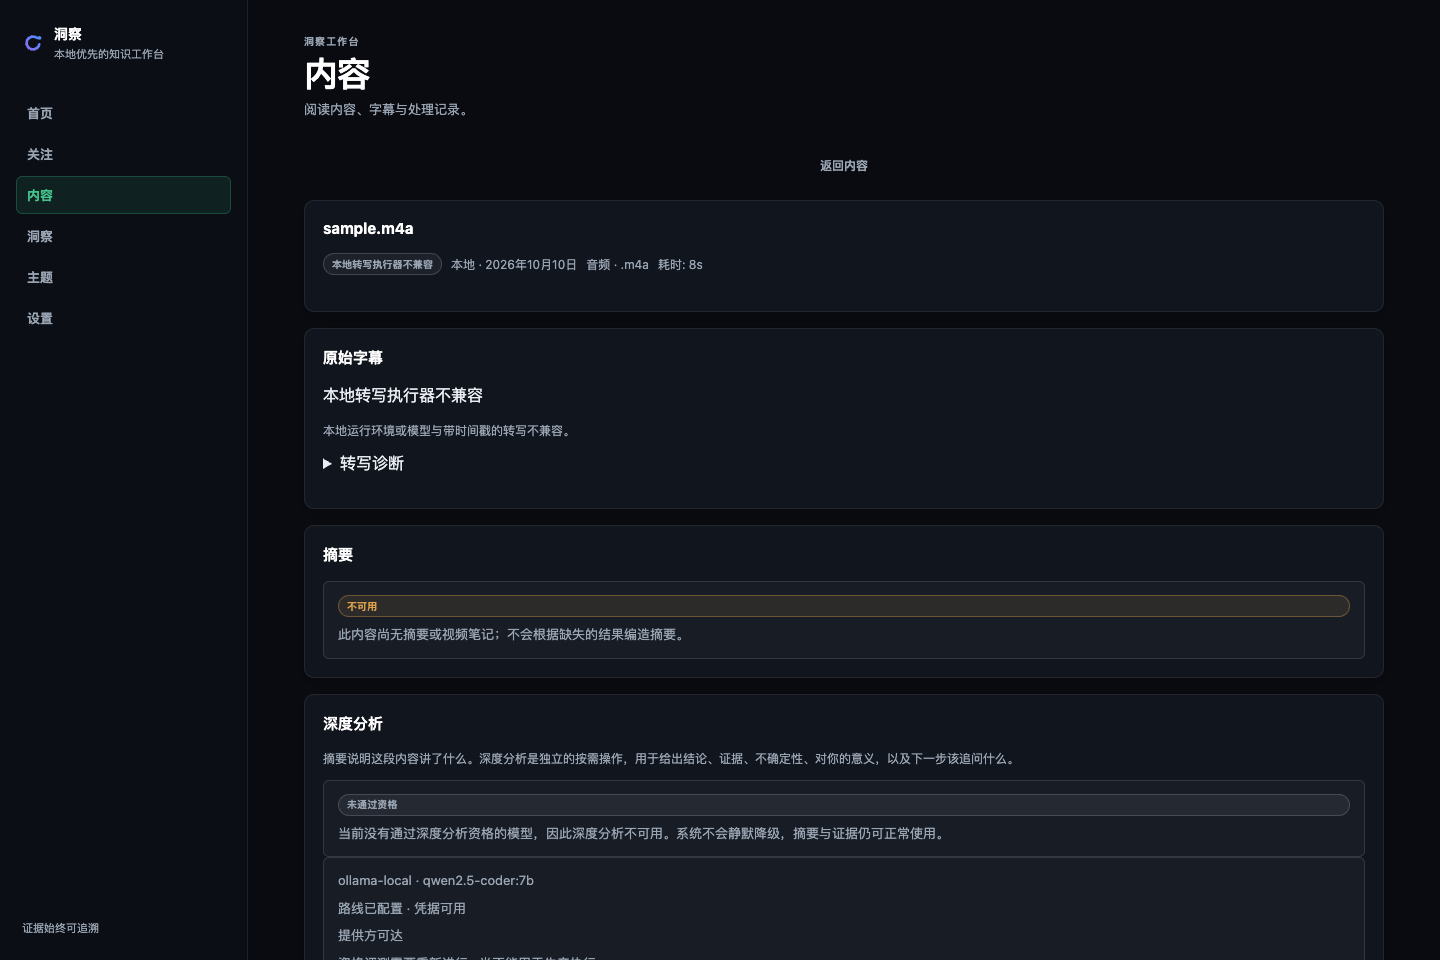 洞察
本地优先的知识工作台
首页
关注
内容
洞察
主题
设置
证据始终可追溯
洞察工作台
内容
阅读内容、字幕与处理记录。
返回内容
sample.m4a
本地转写执行器不兼容 本地 · 2026年10月10日 音频 · .m4a 耗时: 8s
原始字幕
本地转写执行器不兼容
本地运行环境或模型与带时间戳的转写不兼容。
转写诊断
摘要
不可用
此内容尚无摘要或视频笔记；不会根据缺失的结果编造摘要。
深度分析
摘要说明这段内容讲了什么。深度分析是独立的按需操作，用于给出结论、证据、不确定性、对你的意义，以及下一步该追问什么。
未通过资格
当前没有通过深度分析资格的模型，因此深度分析不可用。系统不会静默降级，摘要与证据仍可正常使用。
ollama-local · qwen2.5-coder:7b
路线已配置 · 凭据可用
提供方可达